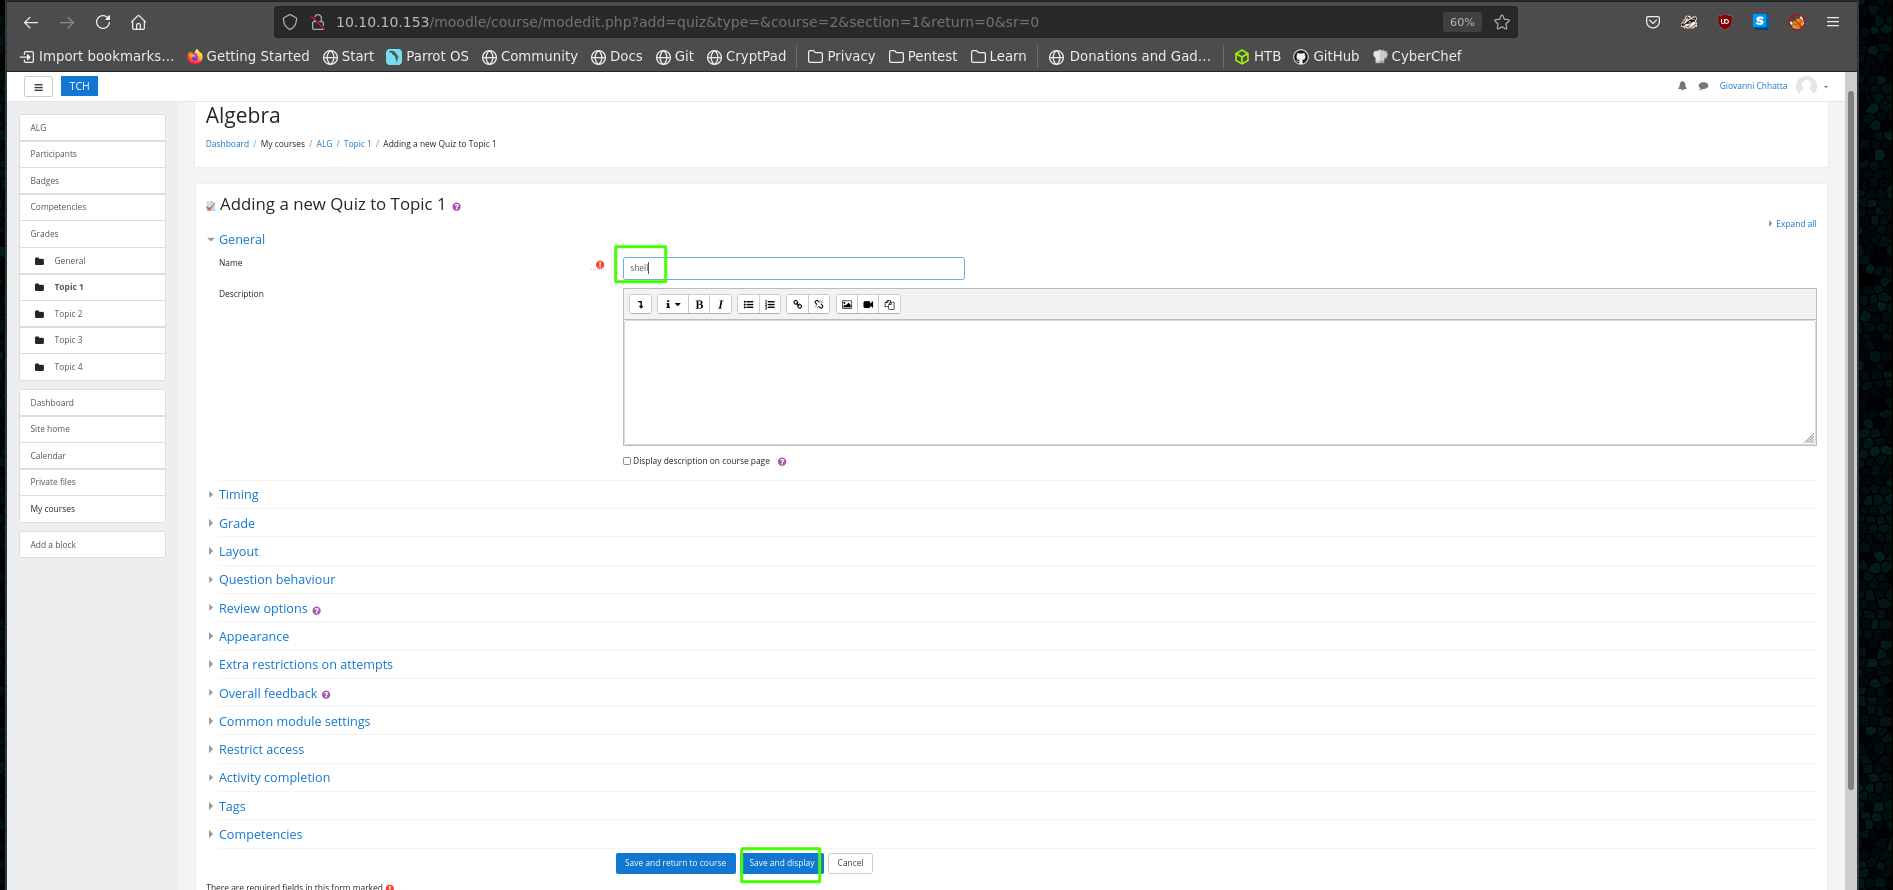 10.10.10.153/moodle/course/modedit.php?add=quiz&type=&course=2&section=1&return=0&sr=0 60%
Import bookmarks... Getting Started Start Parrot OS Community Docs Git CryptPad Privacy Pentest Learn Donations and Gad... HTB GitHub CyberChef
TCH Giovanni Chhatta
Algebra
Dashboard / My courses / ALG / Topic 1 / Adding a new Quiz to Topic 1
ALG
Participants
Badges
Competencies
Grades
General
Topic 1
Topic 2
Topic 3
Topic 4
Dashboard
Site home
Calendar
Private files
My courses
Add a block
Adding a new Quiz to Topic 1
Expand all
General
Name shell
Description
B I
Display description on course page
Timing
Grade
Layout
Question behaviour
Review options
Appearance
Extra restrictions on attempts
Overall feedback
Common module settings
Restrict access
Activity completion
Tags
Competencies
Save and return to course Save and display Cancel
There are required fields in this form marked